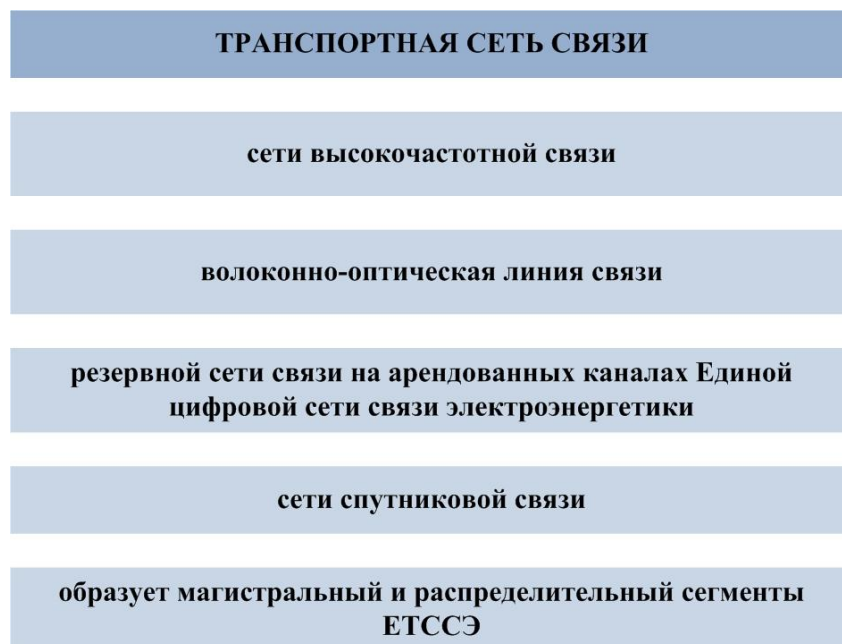 ТРАНСПОРТНАЯ СЕТЬ СВЯЗИ
сети высокочастотной связи
волоконно-оптическая линия связи
резервной сети связи на арендованных каналах Единой
цифровой сети связи электроэнергетики
сети спутниковой связи
образует магистральный и распределительный сегменты
ЕТССЭ